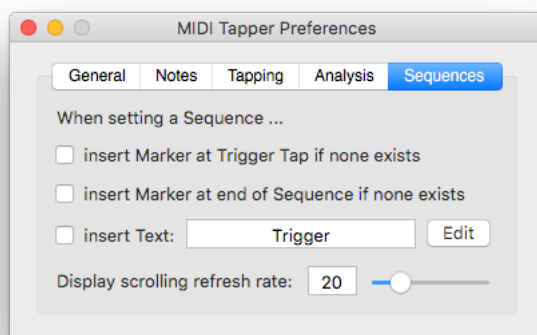 MIDI Tapper Preferences
General Notes Tapping Analysis Sequences
When setting a Sequence ...
insert Marker at Trigger Tap if none exists
insert Marker at end of Sequence if none exists
insert Text: Trigger Edit
Display scrolling refresh rate: 20